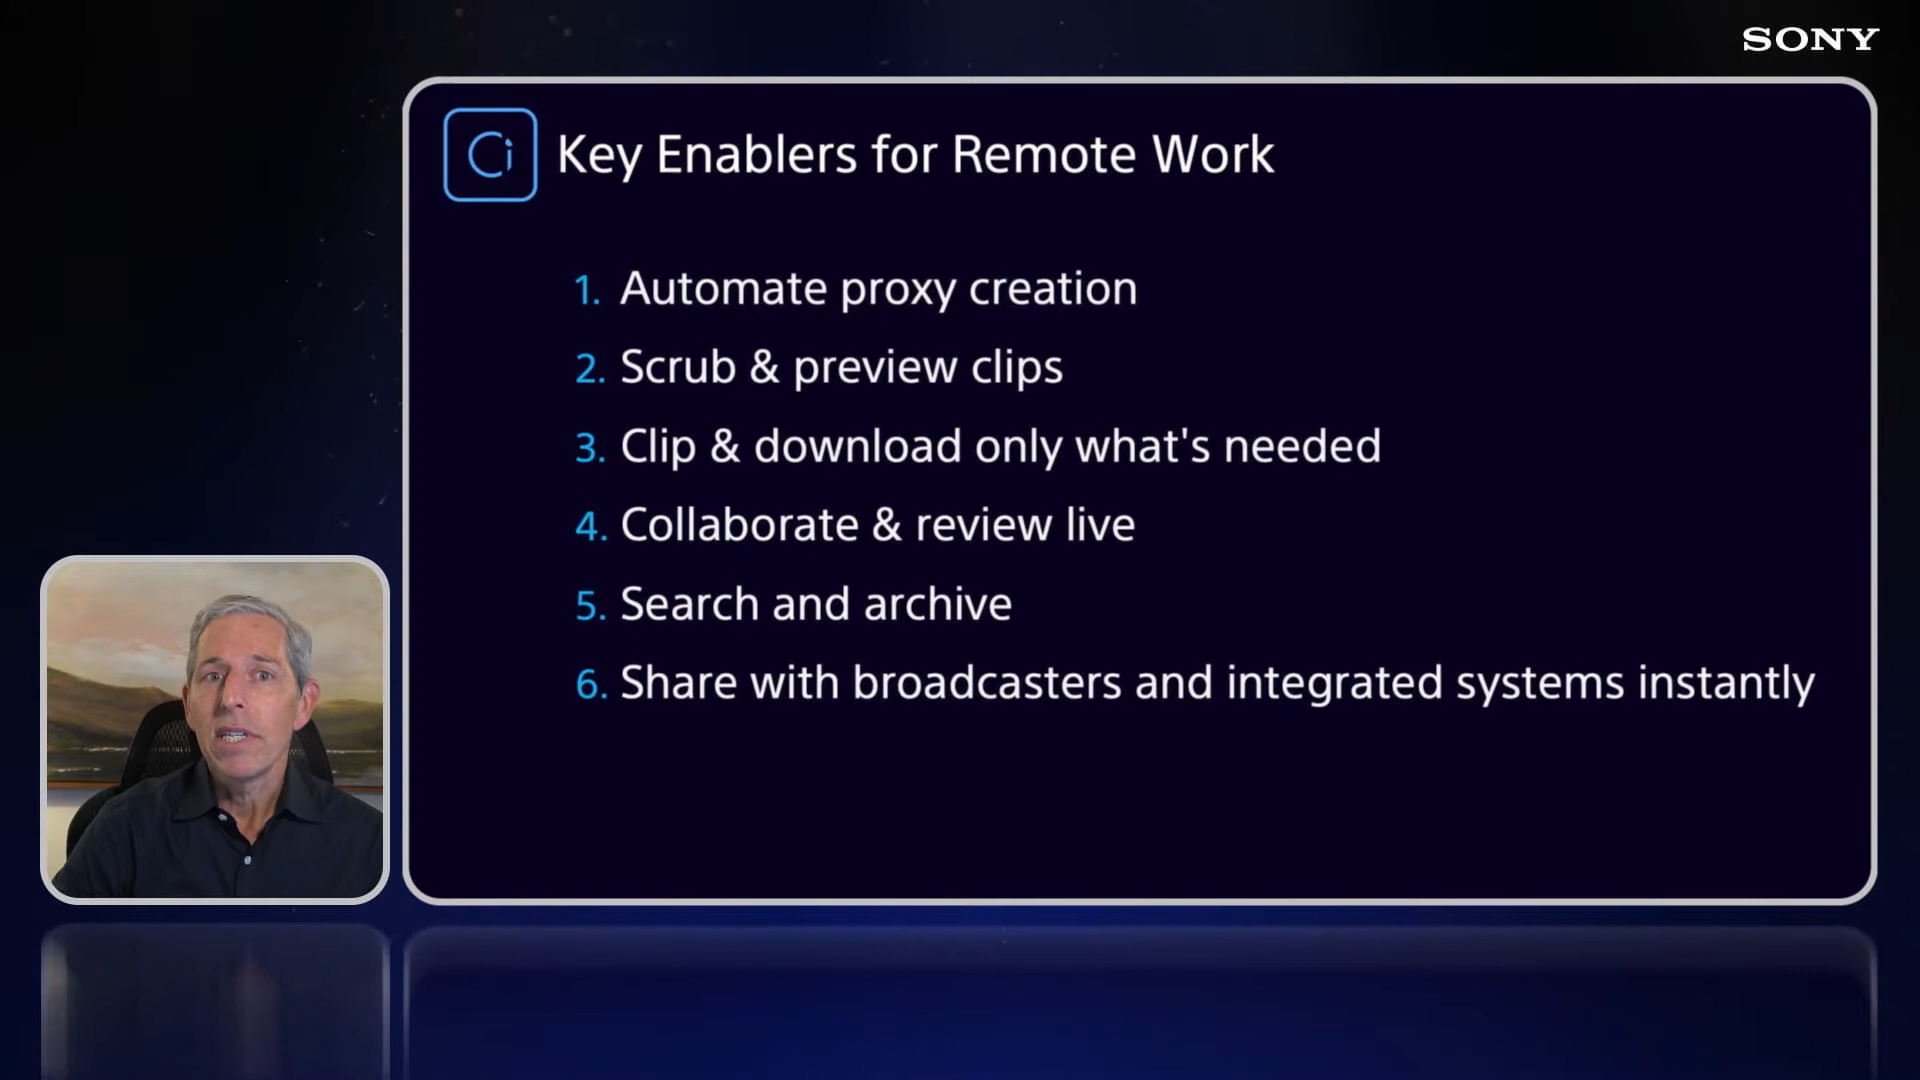 SONY
Ci Key Enablers for Remote Work
1. Automate proxy creation
2. Scrub & preview clips
3. Clip & download only what's needed
4. Collaborate & review live
5. Search and archive
6. Share with broadcasters and integrated systems instantly